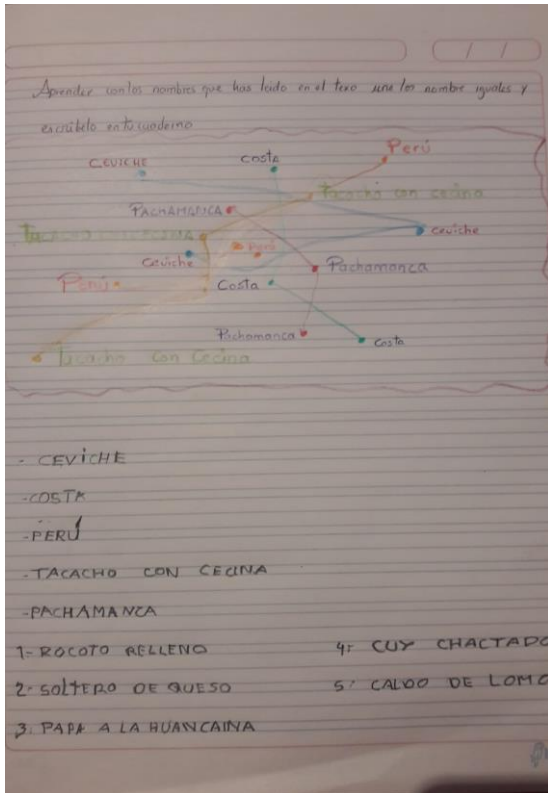 / /
Aprender con los nombres que has leido en el texo une los nombre iguales y
escribelo en tu cuaderno
CEVICHE costa Perú
PACHAMANCA Tacacho con cecina
TACACHO CON CECINA Perú ceviche
ceviche Pachamanca
Perú Costa
Pachamanca Costa
Tacacho con Cecina
- CEVICHE
-COSTA
-PERÚ
-TACACHO CON CECINA
-PACHAMANCA
1- ROCOTO RELLENO 4- CUY CHACTADO
2- SOLTERO DE QUESO 5- CALDO DE LOMO
3. PAPA A LA HUANCAINA